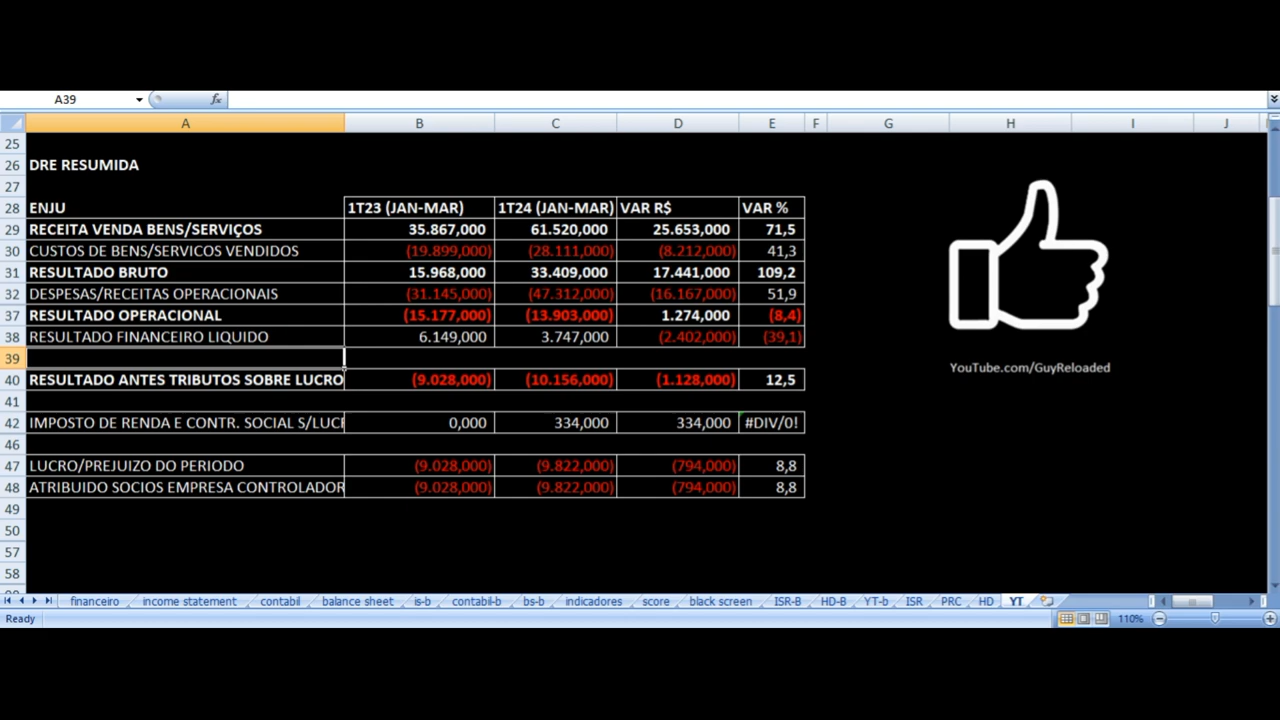 A39 fx
A B C D E F G H I J
25
26 DRE RESUMIDA
27
28 ENJU 1T23 (JAN-MAR) 1T24 (JAN-MAR) VAR R$ VAR %
29 RECEITA VENDA BENS/SERVIÇOS 35.867,000 61.520,000 25.653,000 71,5
30 CUSTOS DE BENS/SERVICOS VENDIDOS (19.899,000) (28.111,000) (8.212,000) 41,3
31 RESULTADO BRUTO 15.968,000 33.409,000 17.441,000 109,2
32 DESPESAS/RECEITAS OPERACIONAIS (31.145,000) (47.312,000) (16.167,000) 51,9
37 RESULTADO OPERACIONAL (15.177,000) (13.903,000) 1.274,000 (8,4)
38 RESULTADO FINANCEIRO LIQUIDO 6.149,000 3.747,000 (2.402,000) (39,1)
39
40 RESULTADO ANTES TRIBUTOS SOBRE LUCRO (9.028,000) (10.156,000) (1.128,000) 12,5
41
42 IMPOSTO DE RENDA E CONTR. SOCIAL S/LUCR 0,000 334,000 334,000 #DIV/0!
46
47 LUCRO/PREJUIZO DO PERIODO (9.028,000) (9.822,000) (794,000) 8,8
48 ATRIBUIDO SOCIOS EMPRESA CONTROLADOR (9.028,000) (9.822,000) (794,000) 8,8
49
50
57
58
YouTube.com/GuyReloaded
financeiro income statement contabil balance sheet is-b contabil-b bs-b indicadores score black screen ISR-B HD-B YT-b ISR PRC HD YT
Ready 110%